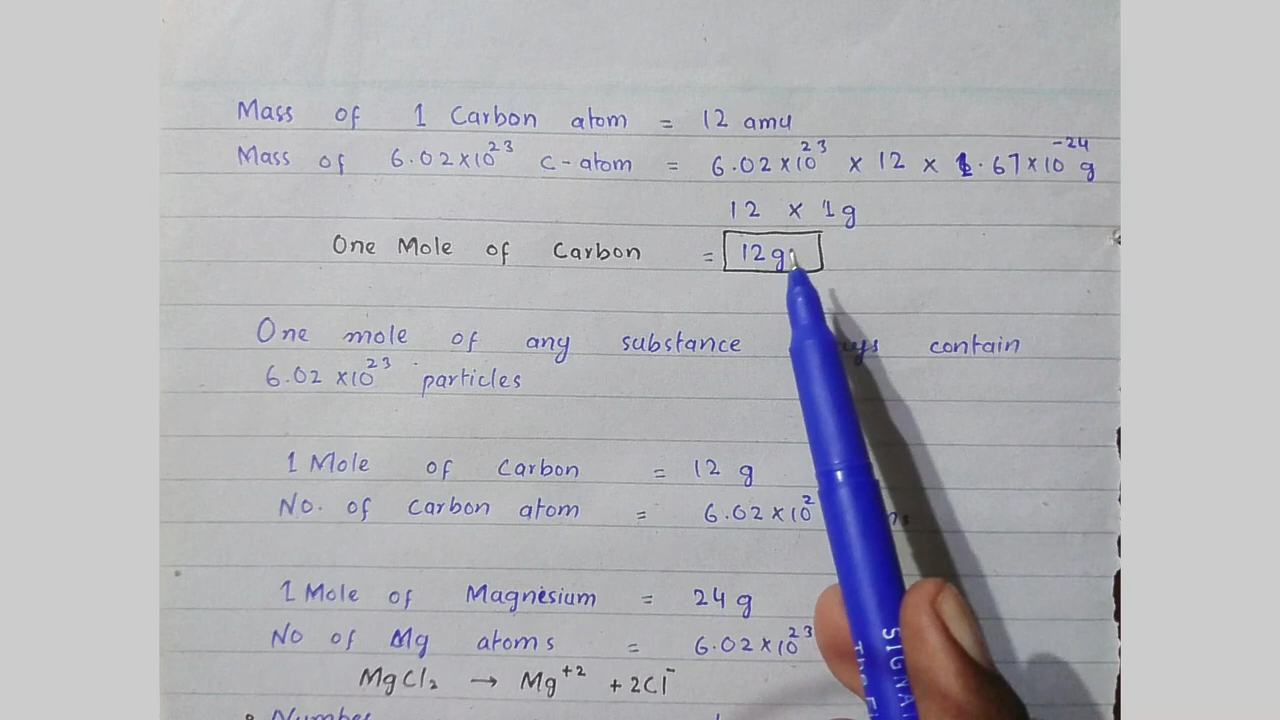 Mass of 1 Carbon atom = 12 amu
Mass of 6.02×10²³ c-atom = 6.02×10²³ × 12 × 1.67×10⁻²⁴ g
12 × 1g
One Mole of Carbon = 12g
One mole of any substance contain
6.02×10²³ particles
1 Mole of Carbon = 12 g
No. of carbon atom = 6.02×10²
1 Mole of Magnesium = 24 g
No of Mg atoms = 6.02×10²³
MgCl₂ → Mg⁺² + 2Cl⁻
• Number